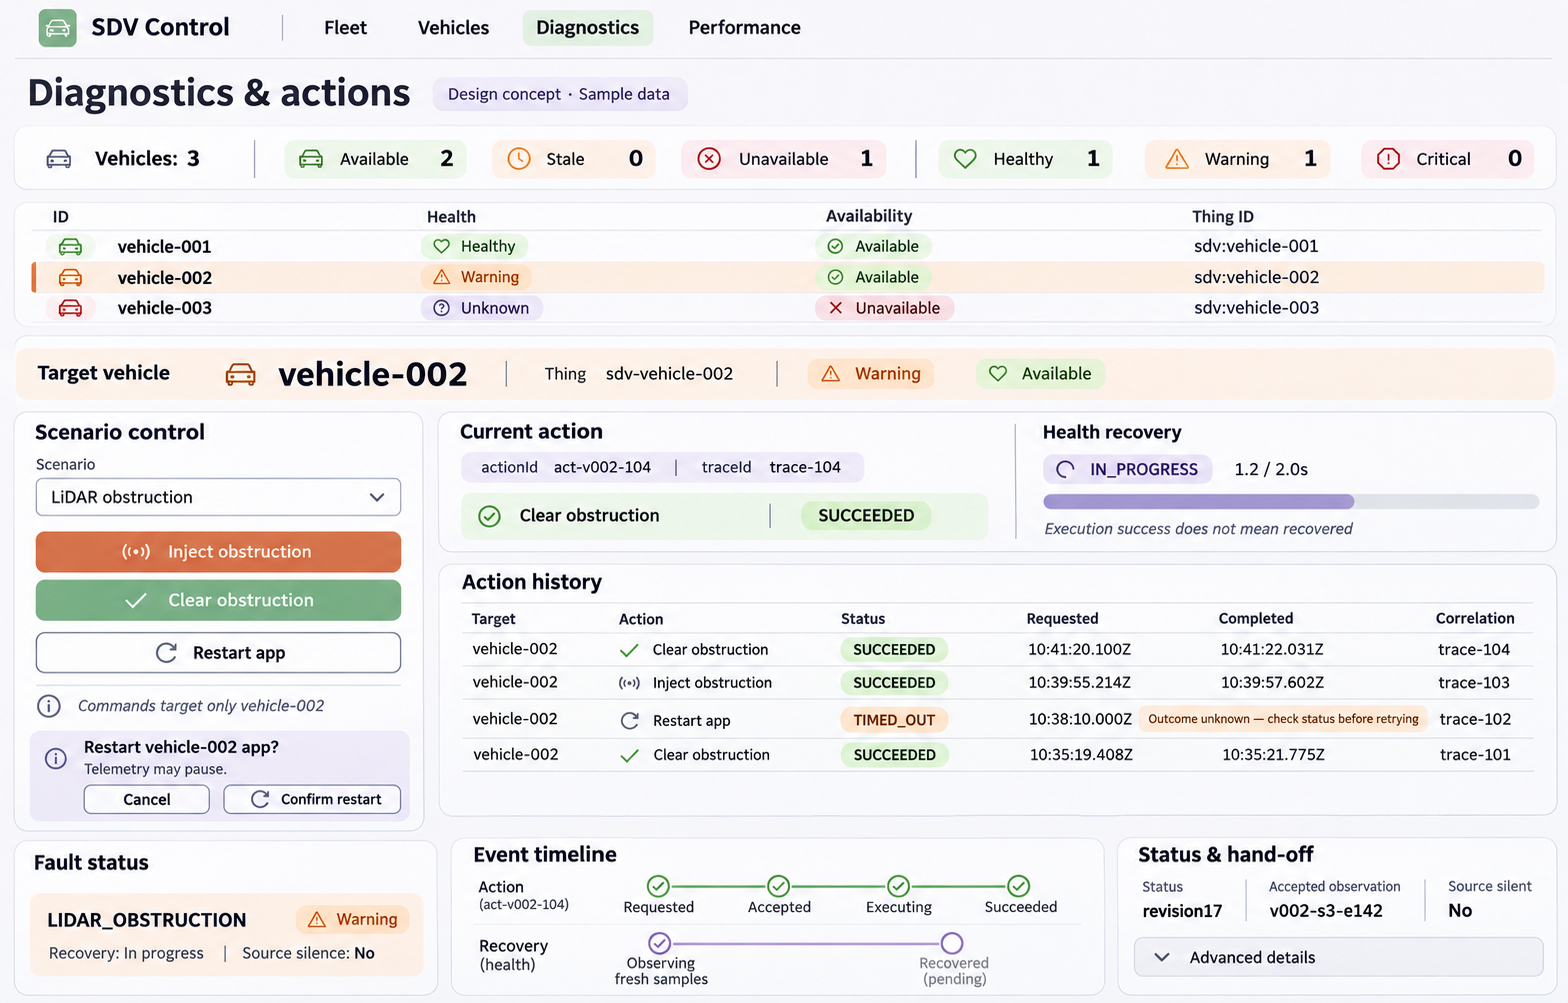 SDV Control
Fleet
Vehicles
Diagnostics
Performance
Diagnostics & actions
Design concept · Sample data
Vehicles: 3
Available 2
Stale 0
Unavailable 1
Healthy 1
Warning 1
Critical 0
ID Health Availability Thing ID
vehicle-001 Healthy Available sdv:vehicle-001
vehicle-002 Warning Available sdv:vehicle-002
vehicle-003 Unknown Unavailable sdv:vehicle-003
Target vehicle vehicle-002 Thing sdv-vehicle-002 Warning Available
Scenario control
Scenario
LiDAR obstruction
Inject obstruction
Clear obstruction
Restart app
Commands target only vehicle-002
Restart vehicle-002 app?
Telemetry may pause.
Cancel
Confirm restart
Current action
actionId act-v002-104 | traceId trace-104
Clear obstruction SUCCEEDED
Health recovery
IN_PROGRESS 1.2 / 2.0s
Execution success does not mean recovered
Action history
Target Action Status Requested Completed Correlation
vehicle-002 Clear obstruction SUCCEEDED 10:41:20.100Z 10:41:22.031Z trace-104
vehicle-002 Inject obstruction SUCCEEDED 10:39:55.214Z 10:39:57.602Z trace-103
vehicle-002 Restart app TIMED_OUT 10:38:10.000Z Outcome unknown — check status before retrying trace-102
vehicle-002 Clear obstruction SUCCEEDED 10:35:19.408Z 10:35:21.775Z trace-101
Fault status
LIDAR_OBSTRUCTION Warning
Recovery: In progress | Source silence: No
Event timeline
Action
(act-v002-104)
Requested Accepted Executing Succeeded
Recovery
(health)
Observing
fresh samples
Recovered
(pending)
Status & hand-off
Status Accepted observation Source silent
revision17 v002-s3-e142 No
Advanced details